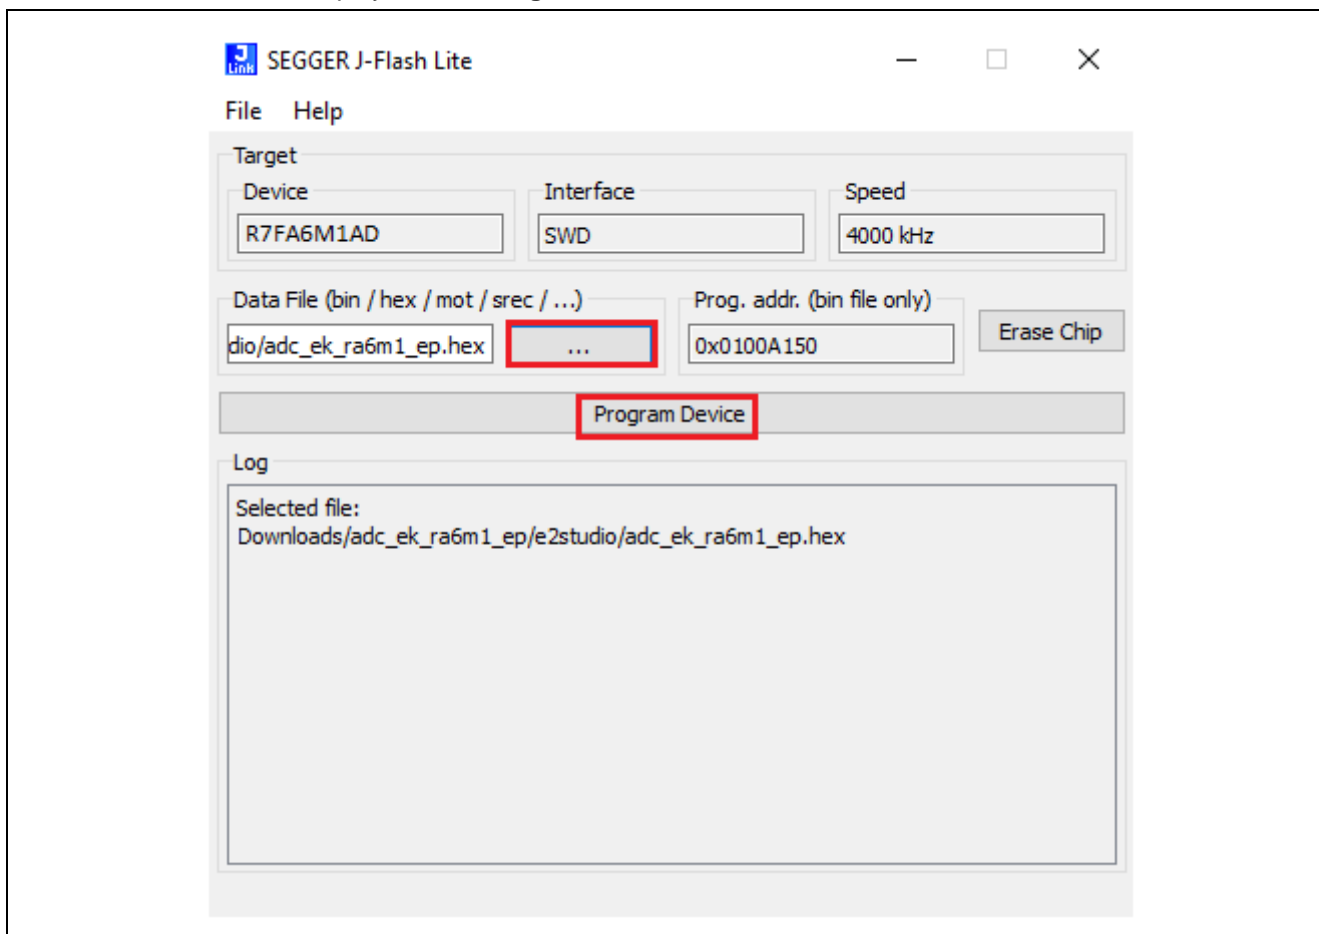 J
Link
SEGGER J-Flash Lite
File Help
Target
Device
Interface
Speed
R7FA6M1AD
SWD
4000 kHz
Data File (bin / hex / mot / srec / ...)
Prog. addr. (bin file only)
dio/adc_ek_ra6m1_ep.hex
...
0x0100A150
Erase Chip
Program Device
Log
Selected file:
Downloads/adc_ek_ra6m1_ep/e2studio/adc_ek_ra6m1_ep.hex